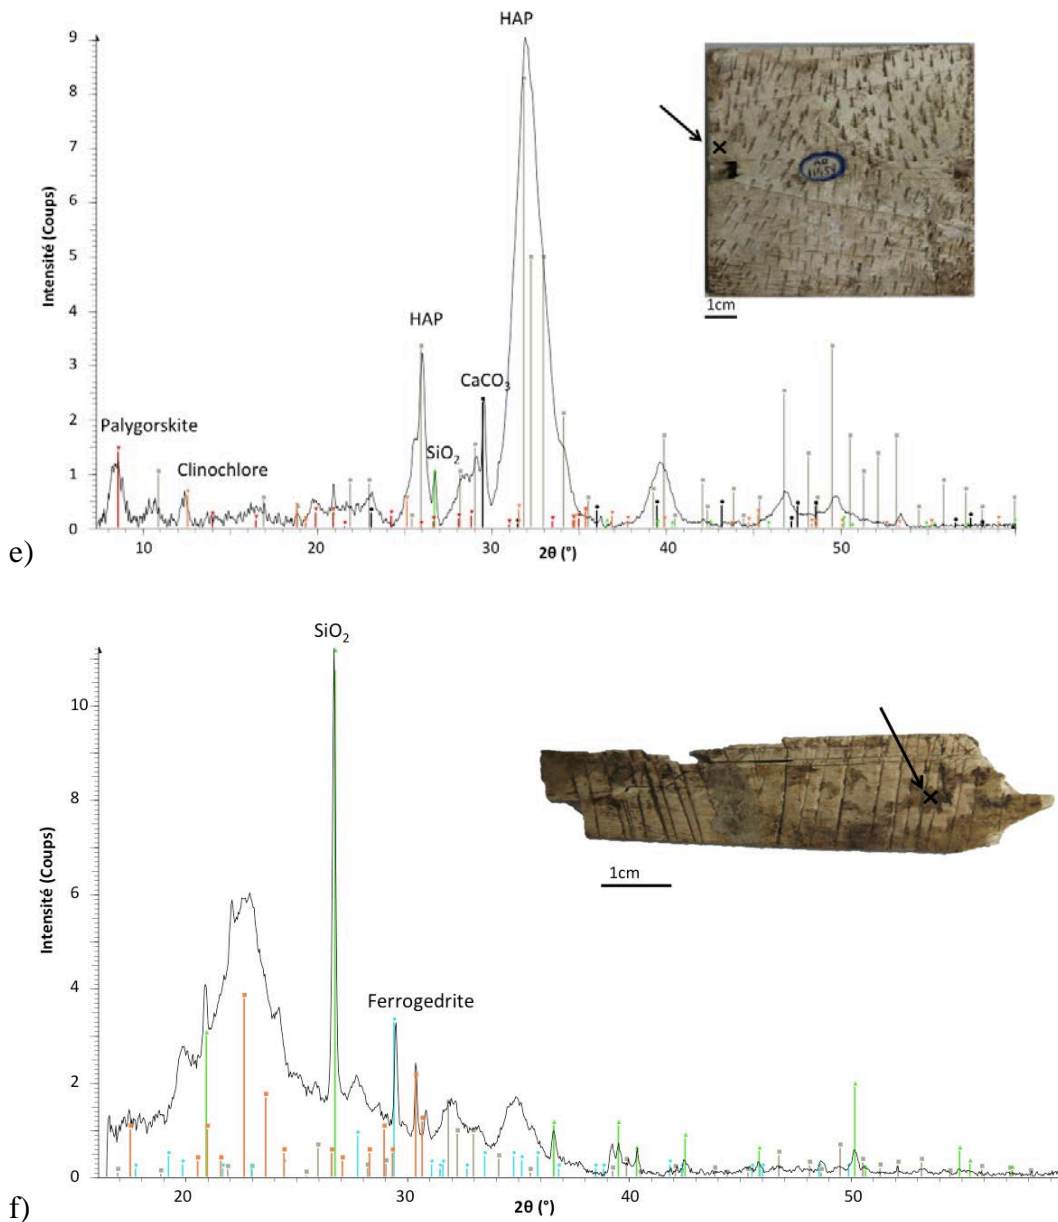 HAP
9
8
7
6
5
4
3
2
1
0
Intensité (Coups)
HAP
CaCO₃
SiO₂
Palygorskite
Clinochlore
1cm
10 20 30 40 50
2θ (°)
e)
SiO₂
10
8
6
4
2
0
Intensité (Coups)
Ferrogedrite
1cm
20 30 40 50
2θ (°)
f)